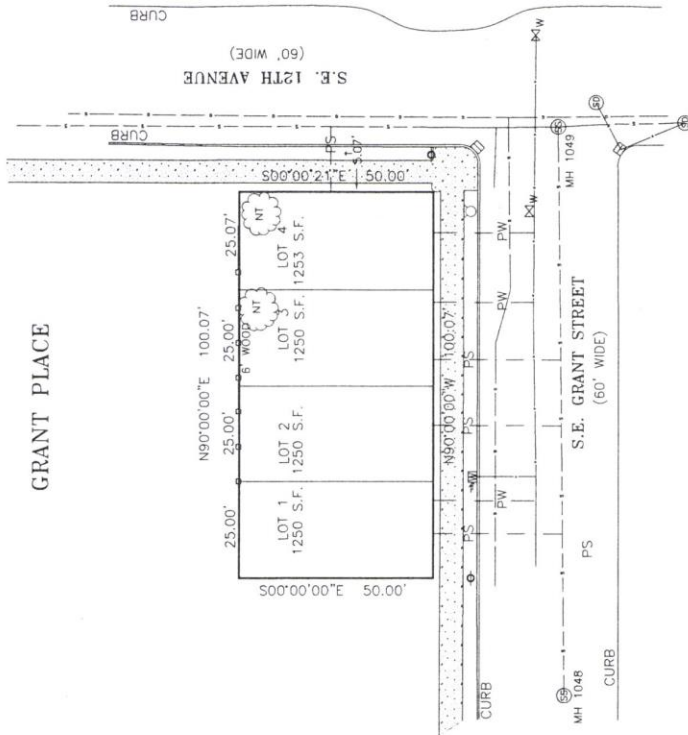 GRANT PLACE
CURB
S.E. 12TH AVENUE
(60' WIDE)
CURB
N90°00'00"E 100.07'
25.00'
25.00'
25.00'
25.07'
6' WOOD
NT
NT
LOT 1
1250 S.F.
LOT 2
1250 S.F.
LOT 3
1250 S.F.
LOT 4
1253 S.F.
S00°00'00"E 50.00'
S00°00'21"E 50.00'
PS
5.07'
N90°00'00"W 100.07'
PS
PS
PS
PW
PW
PW
W
W
W
PS
S.E. GRANT STREET
(60' WIDE)
MH 1048
MH 1049
SD
CURB
CURB